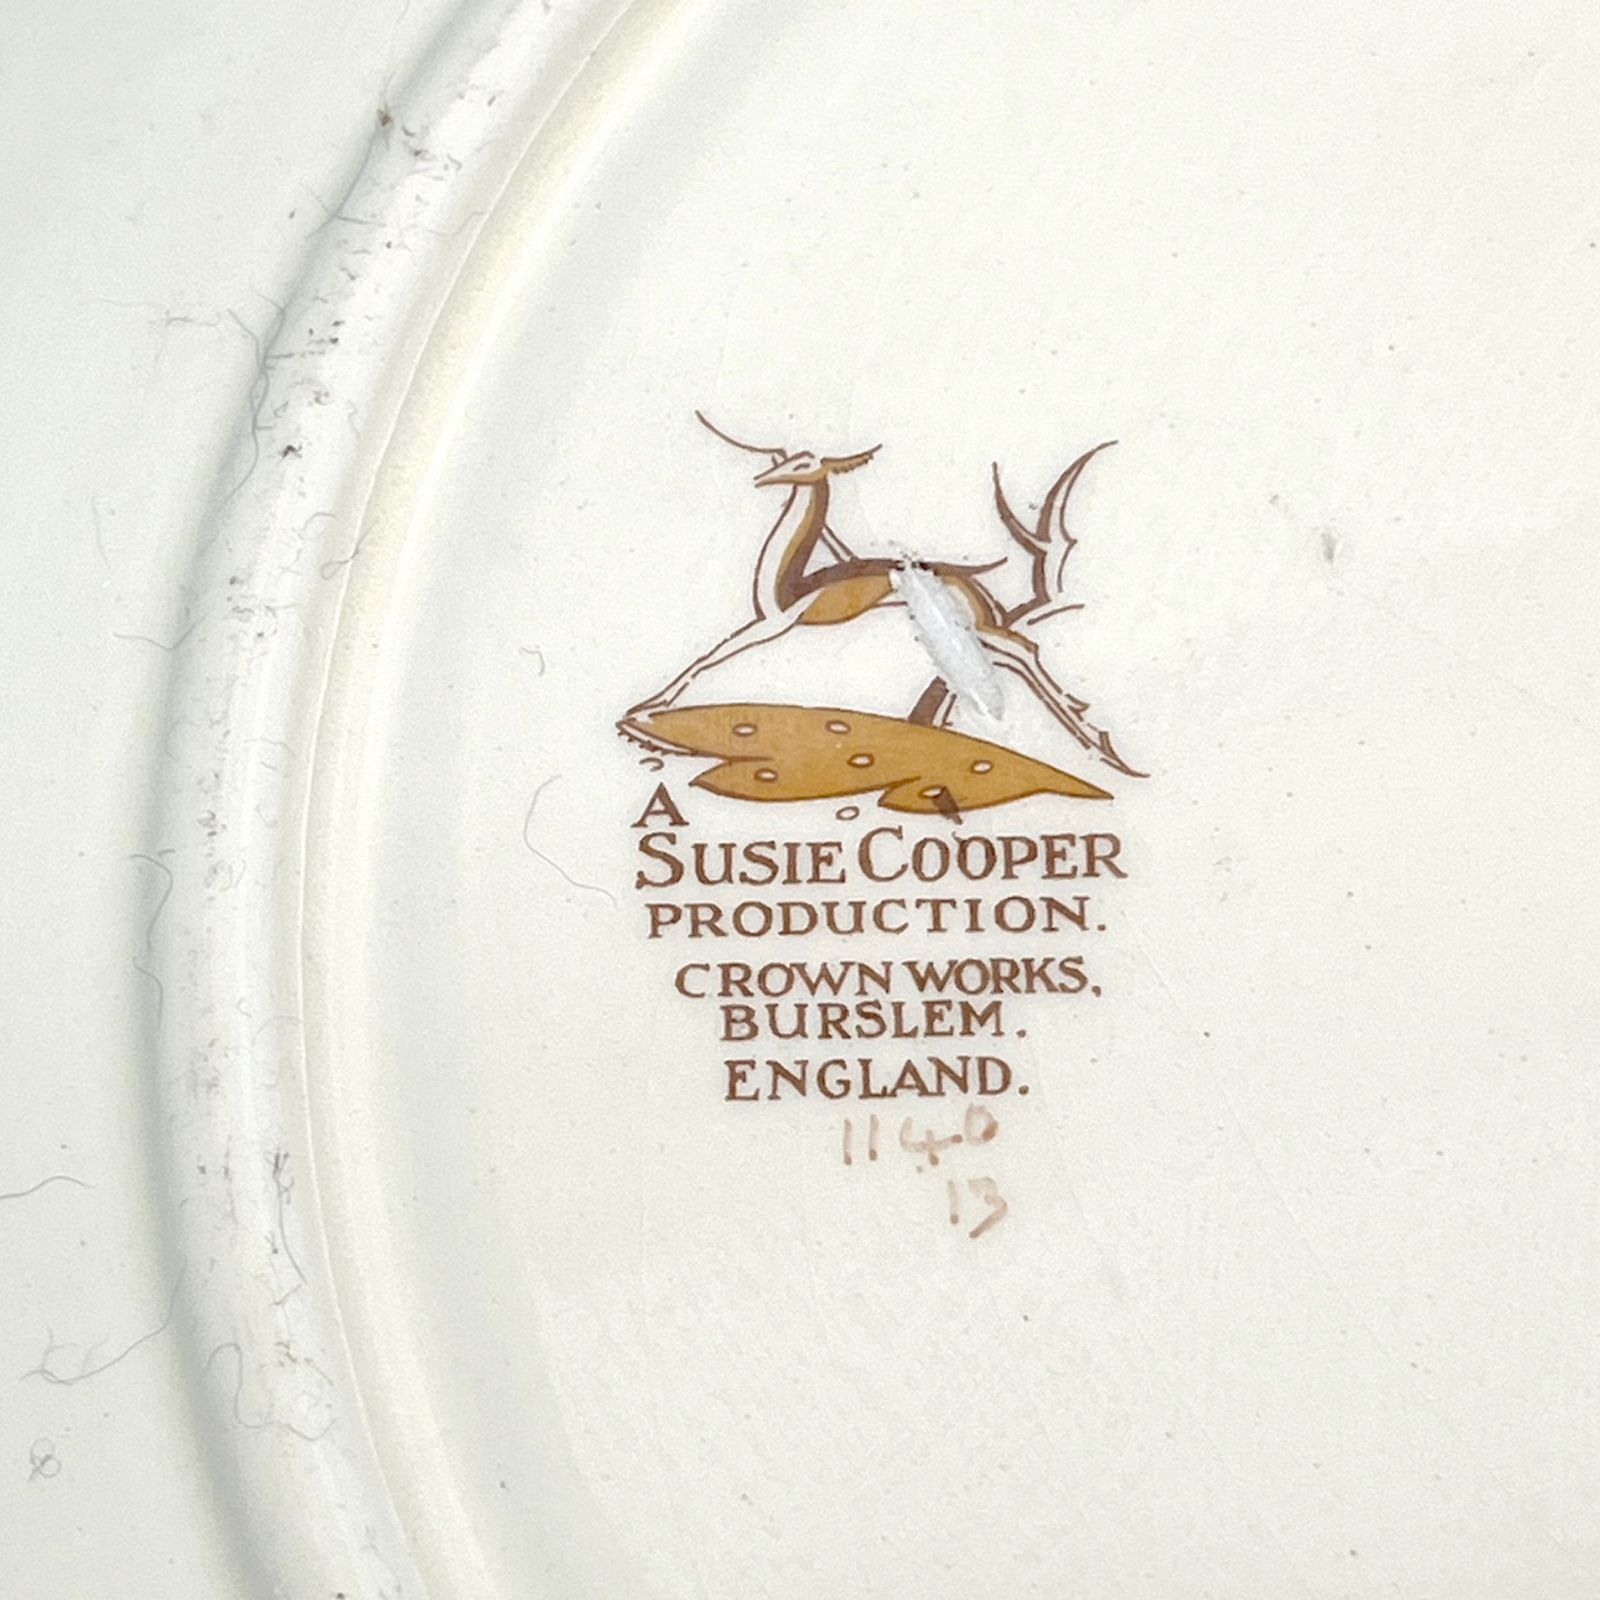 A
SUSIE COOPER
PRODUCTION.
CROWN WORKS,
BURSLEM.
ENGLAND.
1140
13